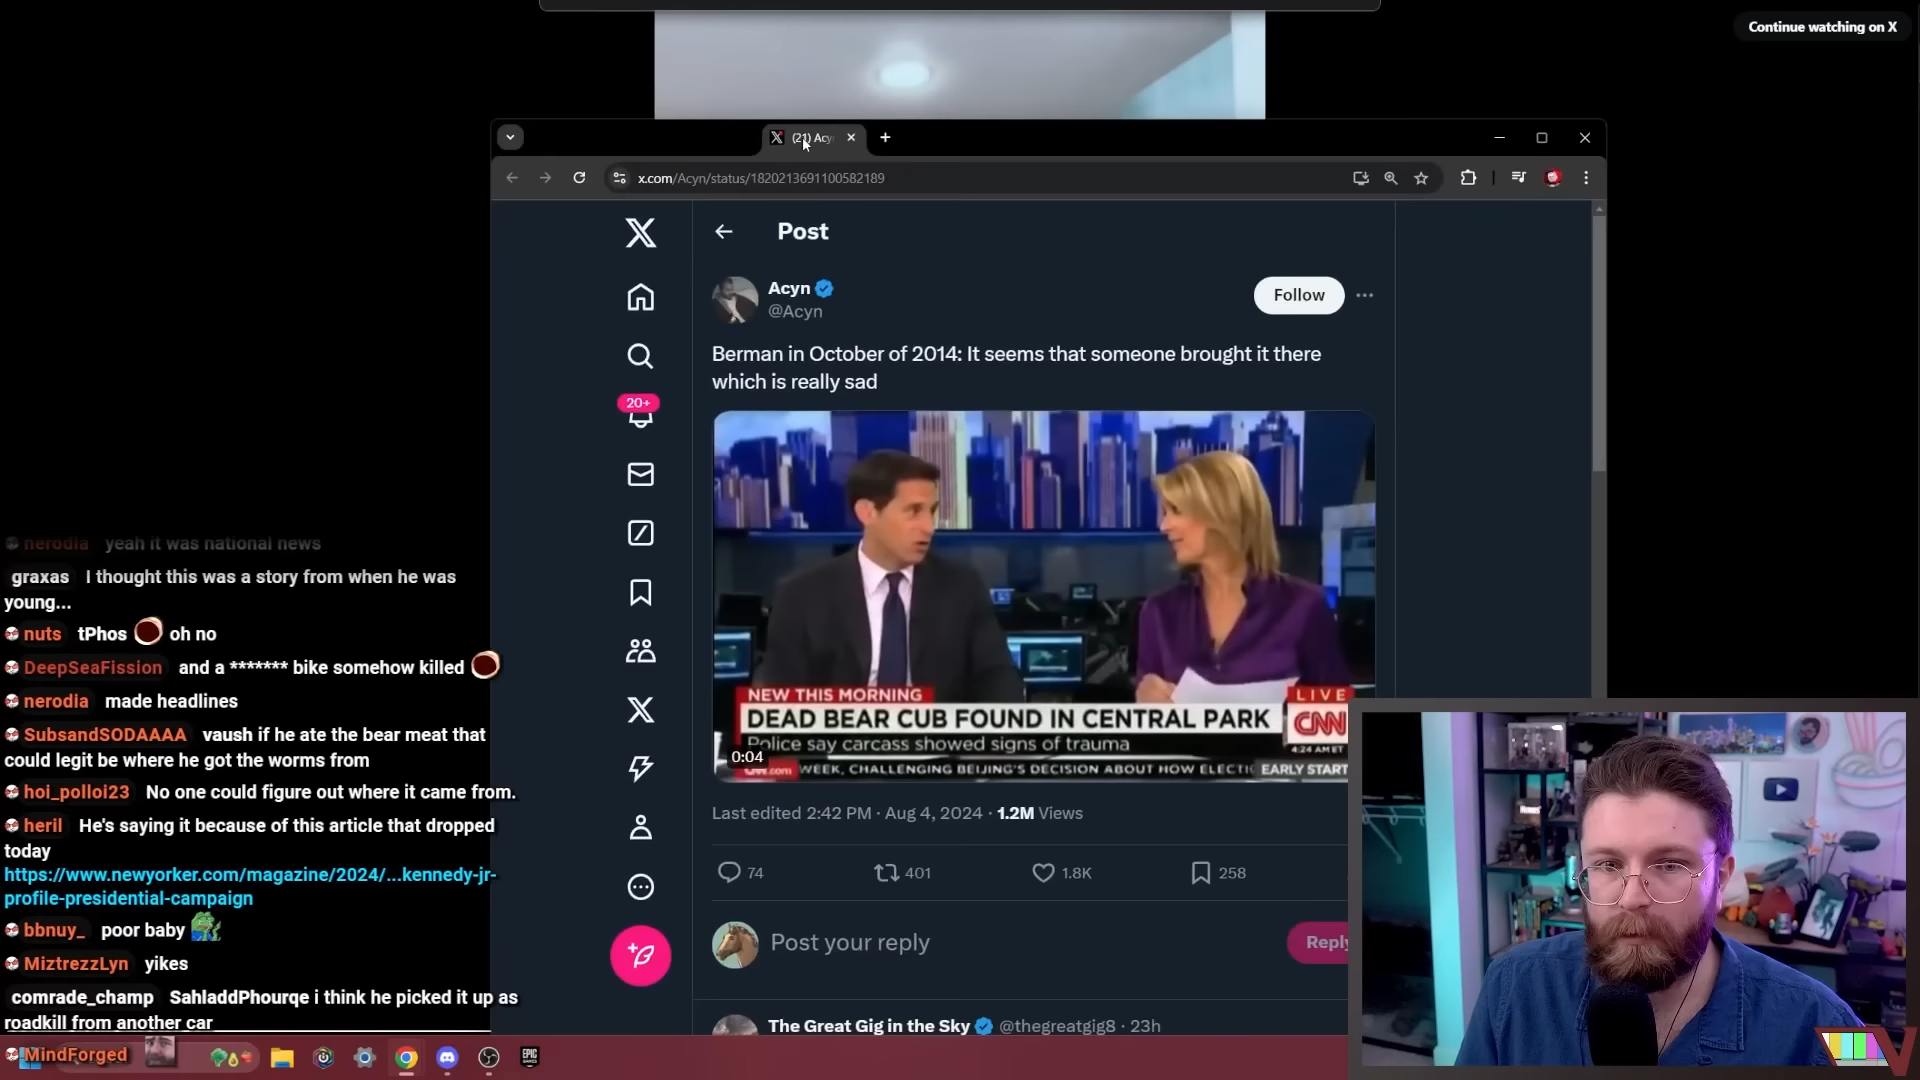 Continue watching on X
(21) Acy
x.com/Acyn/status/1820213691100582189
Post
Acyn
@Acyn
Follow
Berman in October of 2014: It seems that someone brought it there
which is really sad
20+
NEW THIS MORNING
LIVE
DEAD BEAR CUB FOUND IN CENTRAL PARK
CNN
Police say carcass showed signs of trauma
4:24 AM ET
0:04
WEEK, CHALLENGING BEIJING'S DECISION ABOUT HOW ELECTI
EARLY START
Last edited 2:42 PM · Aug 4, 2024 · 1.2M Views
74
401
1.8K
258
Post your reply
Reply
The Great Gig in the Sky @thegreatgig8 · 23h
nerodia yeah it was national news
graxas I thought this was a story from when he was
young...
nuts tPhos oh no
DeepSeaFission and a ******* bike somehow killed
nerodia made headlines
SubsandSODAAAA vaush if he ate the bear meat that
could legit be where he got the worms from
hoi_polloi23 No one could figure out where it came from.
heril He's saying it because of this article that dropped
today
https://www.newyorker.com/magazine/2024/...kennedy-jr-
profile-presidential-campaign
bbnuy_ poor baby
MiztrezzLyn yikes
comrade_champ SahladdPhourqe i think he picked it up as
roadkill from another car
MindForged
EPIC
GAMES
V